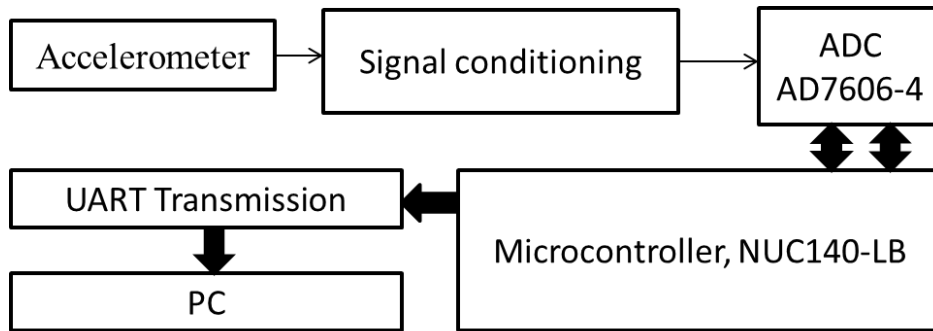 Accelerometer
Signal conditioning
ADC
AD7606-4
UART Transmission
Microcontroller, NUC140-LB
PC